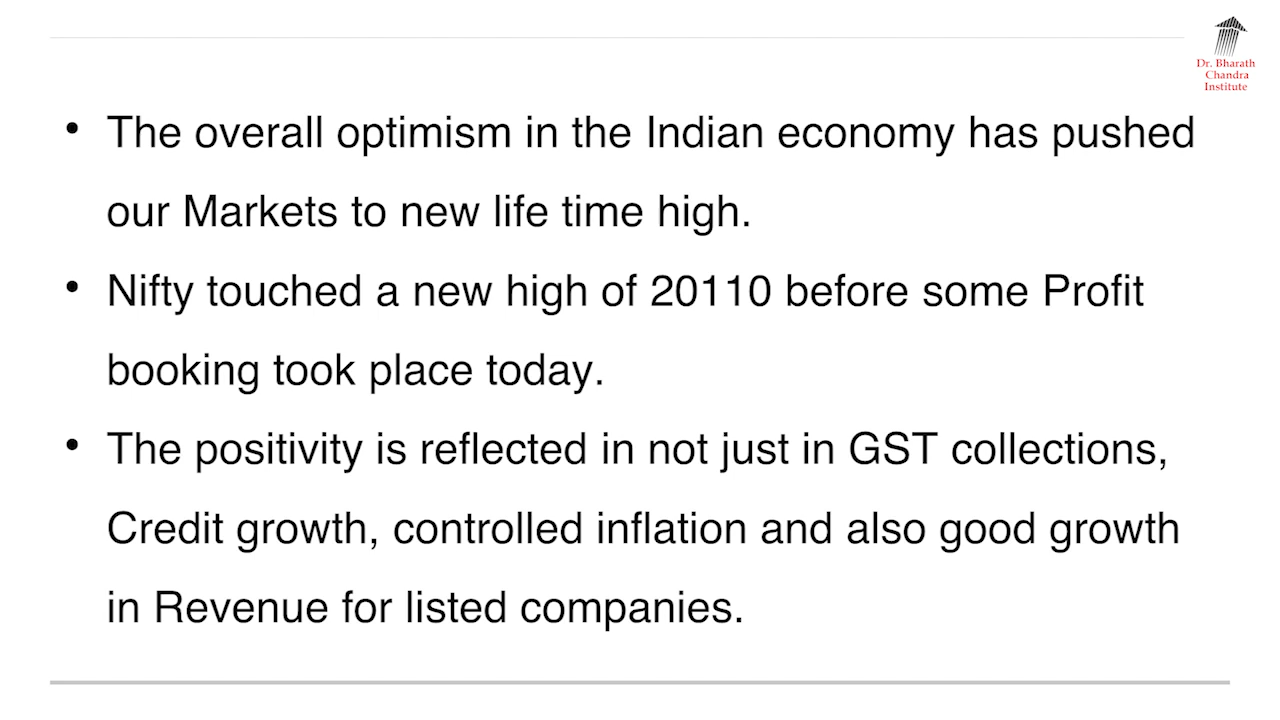 Dr. Bharath
Chandra
Institute
• The overall optimism in the Indian economy has pushed
our Markets to new life time high.
• Nifty touched a new high of 20110 before some Profit
booking took place today.
• The positivity is reflected in not just in GST collections,
Credit growth, controlled inflation and also good growth
in Revenue for listed companies.